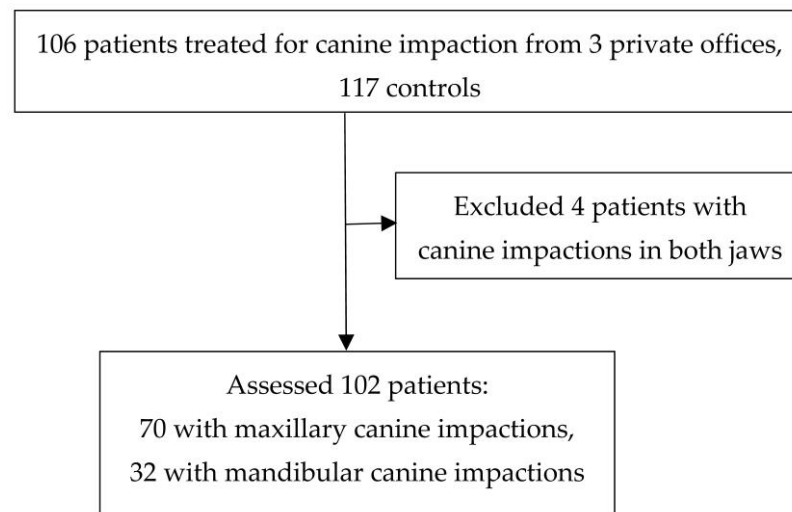 106 patients treated for canine impaction from 3 private offices,
117 controls
Excluded 4 patients with
canine impactions in both jaws
Assessed 102 patients:
70 with maxillary canine impactions,
32 with mandibular canine impactions